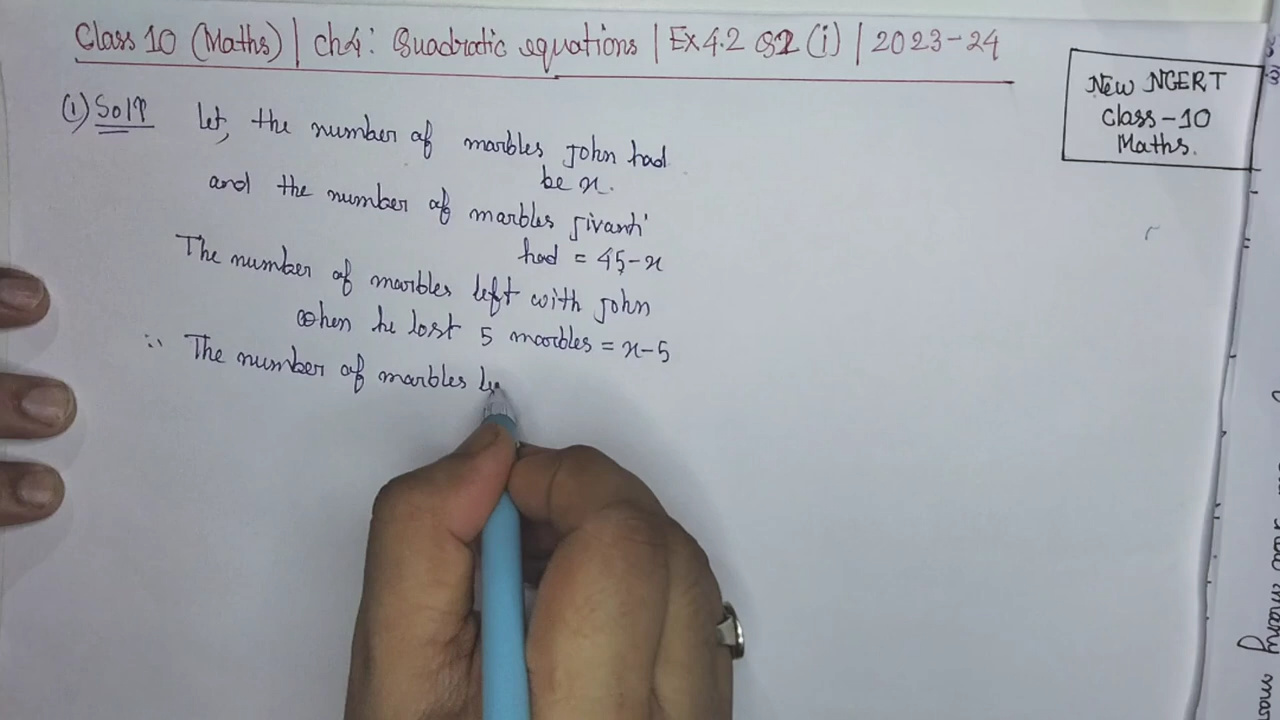 Class 10 (Maths) | ch4: Quadratic equations | Ex 4.2 Q2 (i) | 2023-24
New NCERT
Class-10
Maths.
(1) Solⁿ Let, the number of marbles John had
be x.
and the number of marbles Jivanti
had = 45-x
The number of marbles left with John
when he lost 5 marbles = x-5
∵ The number of marbles le